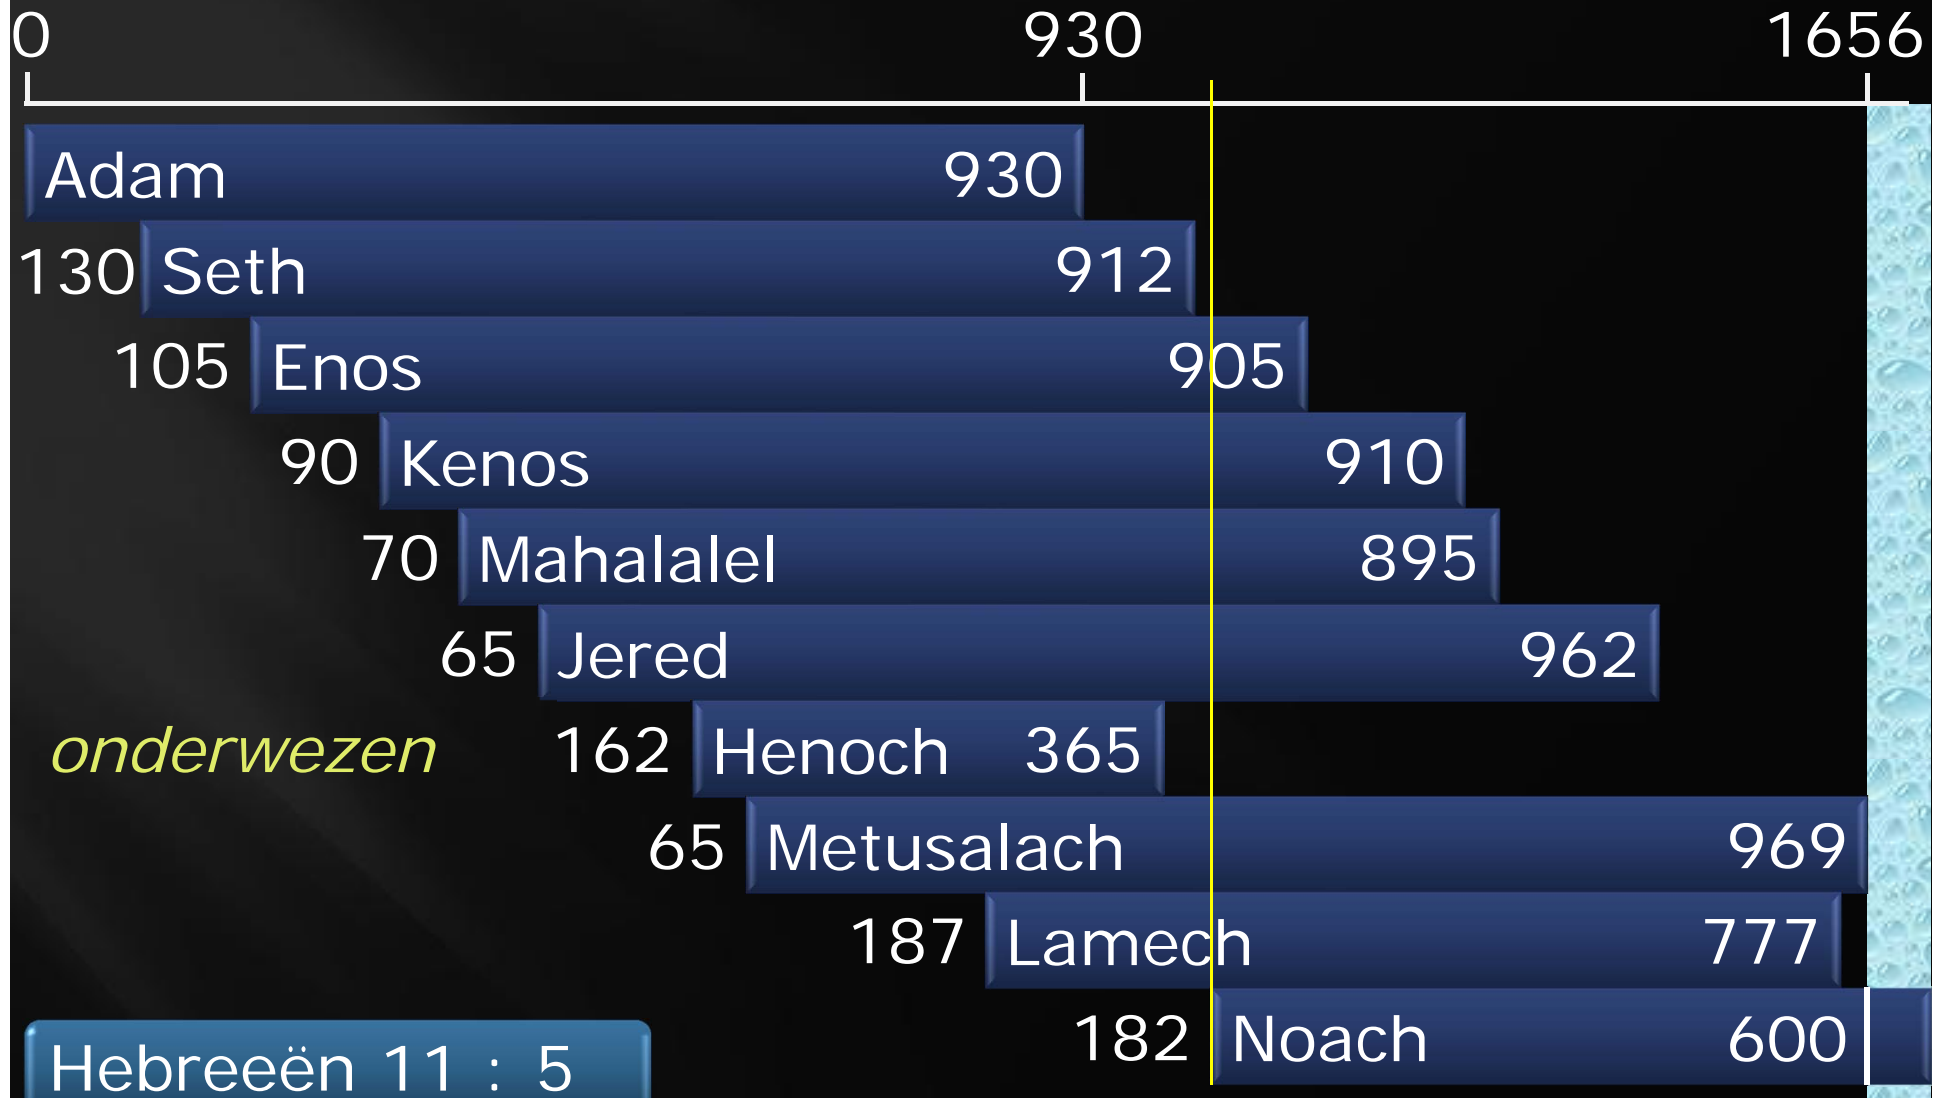 0 930 1656
Adam 930
130 Seth 912
105 Enos 905
90 Kenos 910
70 Mahalalel 895
65 Jered 962
onderwezen 162 Henoch 365
65 Metusalach 969
187 Lamech 777
182 Noach 600
Hebreeën 11 : 5